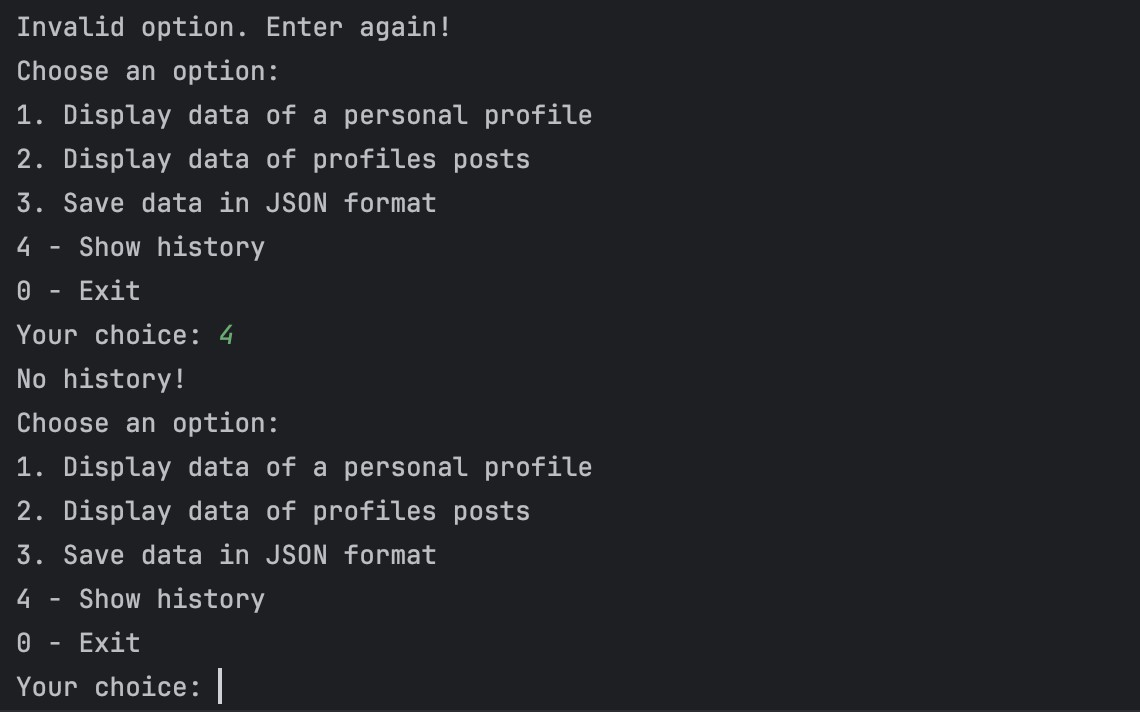 Invalid option. Enter again!
Choose an option:
1. Display data of a personal profile
2. Display data of profiles posts
3. Save data in JSON format
4 - Show history
0 - Exit
Your choice: 4
No history!
Choose an option:
1. Display data of a personal profile
2. Display data of profiles posts
3. Save data in JSON format
4 - Show history
0 - Exit
Your choice: